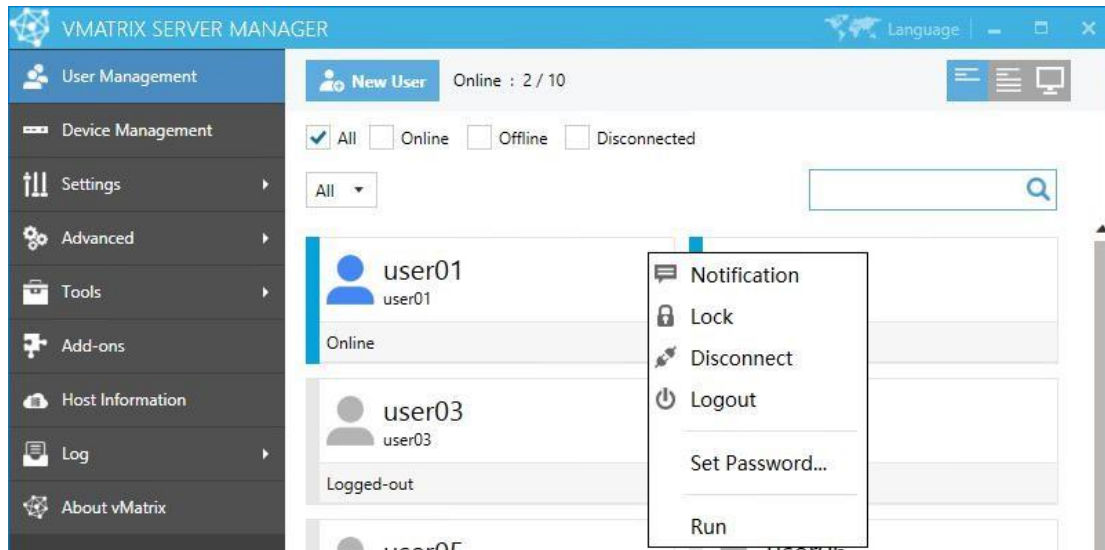 VMATRIX SERVER MANAGER
Language
User Management
Device Management
Settings
Advanced
Tools
Add-ons
Host Information
Log
About vMatrix
New User
Online : 2 / 10
All
Online
Offline
Disconnected
All
user01
user01
Online
user03
user03
Logged-out
Notification
Lock
Disconnect
Logout
Set Password...
Run
user05